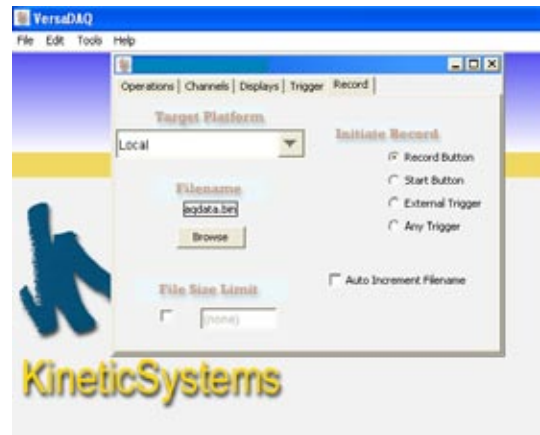 VersaDAQ
File Edit Tools Help
Operations Channels Displays Trigger Record
Target Platform
Local
Initiate Record
Record Button
Start Button
External Trigger
Any Trigger
Filename
aqdata.bin
Browse
Auto Increment Filename
File Size Limit
(none)
KineticSystems